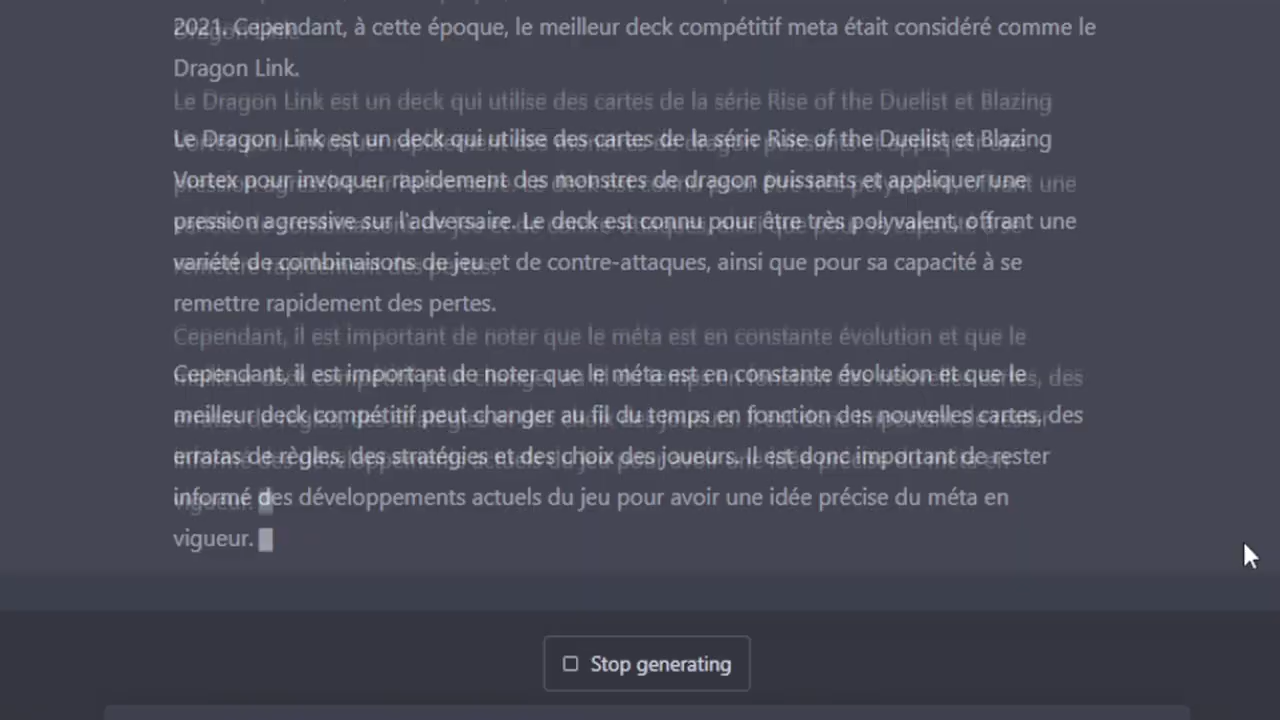 2021. Cependant, à cette époque, le meilleur deck compétitif meta était considéré comme le
Dragon Link.
Le Dragon Link est un deck qui utilise des cartes de la série Rise of the Duelist et Blazing
Vortex pour invoquer rapidement des monstres de dragon puissants et appliquer une
pression agressive sur l'adversaire. Le deck est connu pour être très polyvalent, offrant une
variété de combinaisons de jeu et de contre-attaques, ainsi que pour sa capacité à se
remettre rapidement des pertes.
Cependant, il est important de noter que le méta est en constante évolution et que le
meilleur deck compétitif peut changer au fil du temps en fonction des nouvelles cartes, des
erratas de règles, des stratégies et des choix des joueurs. Il est donc important de rester
informé des développements actuels du jeu pour avoir une idée précise du méta en
vigueur.
Stop generating